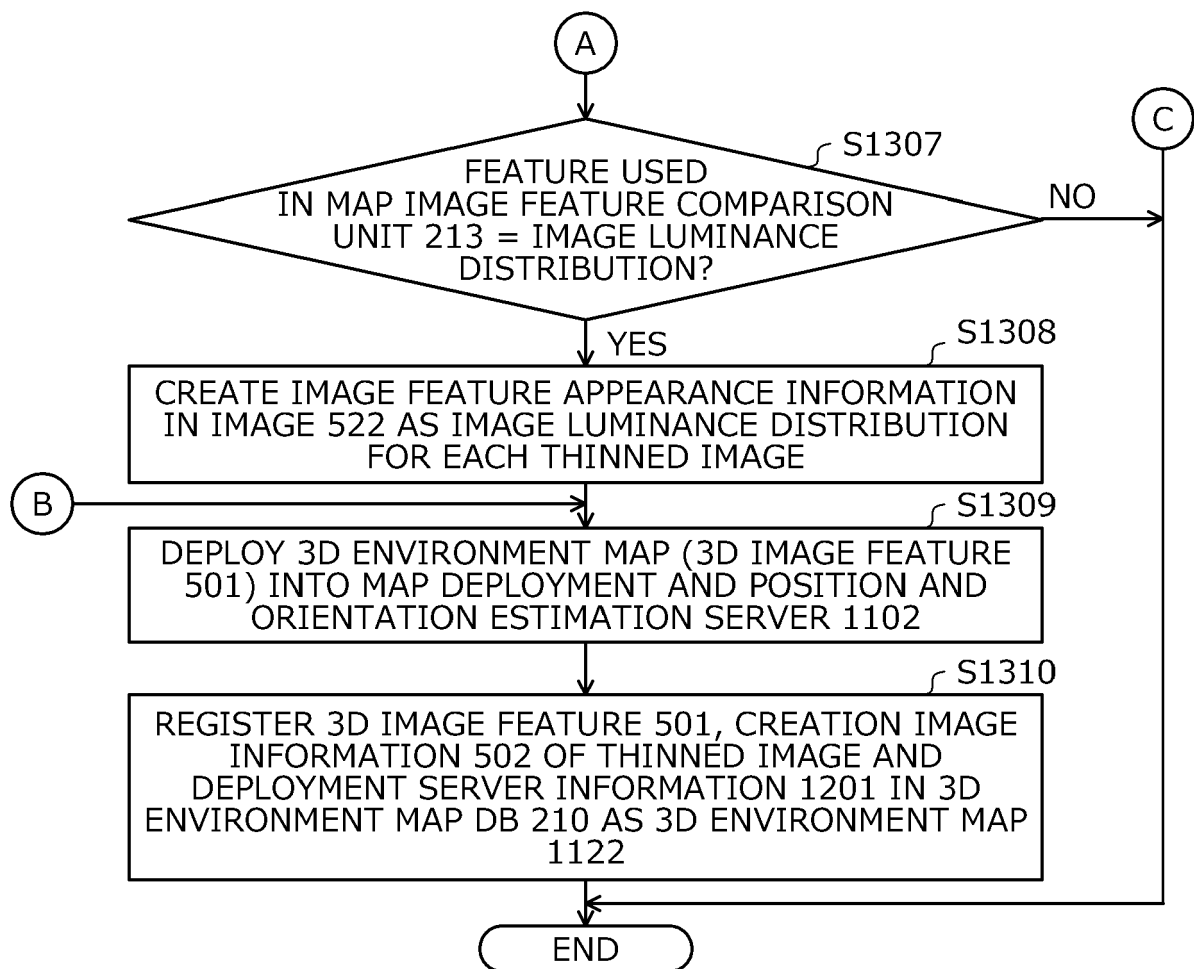 A
C
S1307
FEATURE USED
IN MAP IMAGE FEATURE COMPARISON
UNIT 213 = IMAGE LUMINANCE
DISTRIBUTION?
NO
YES
S1308
CREATE IMAGE FEATURE APPEARANCE INFORMATION
IN IMAGE 522 AS IMAGE LUMINANCE DISTRIBUTION
FOR EACH THINNED IMAGE
B
S1309
DEPLOY 3D ENVIRONMENT MAP (3D IMAGE FEATURE
501) INTO MAP DEPLOYMENT AND POSITION AND
ORIENTATION ESTIMATION SERVER 1102
S1310
REGISTER 3D IMAGE FEATURE 501, CREATION IMAGE
INFORMATION 502 OF THINNED IMAGE AND
DEPLOYMENT SERVER INFORMATION 1201 IN 3D
ENVIRONMENT MAP DB 210 AS 3D ENVIRONMENT MAP
1122
END